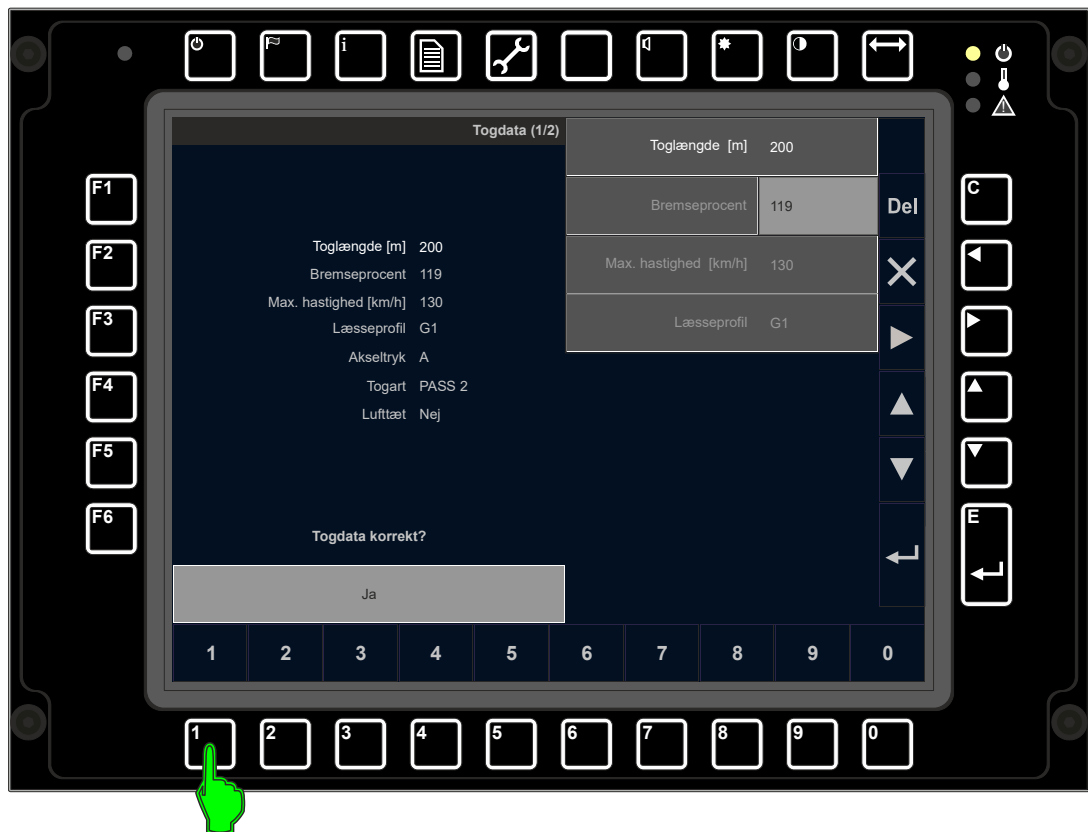 i
Togdata (1/2)
Toglængde [m] 200
F1
C
Bremseprocent 119
Del
F2
Toglængde [m] 200
Max. hastighed [km/h] 130
Bremseprocent 119
Max. hastighed [km/h] 130
F3
Læsseprofil G1
Læsseprofil G1
Akseltryk A
F4
Togart PASS 2
Lufttæt Nej
F5
F6
E
Togdata korrekt?
Ja
1 2 3 4 5 6 7 8 9 0
1 2 3 4 5 6 7 8 9 0